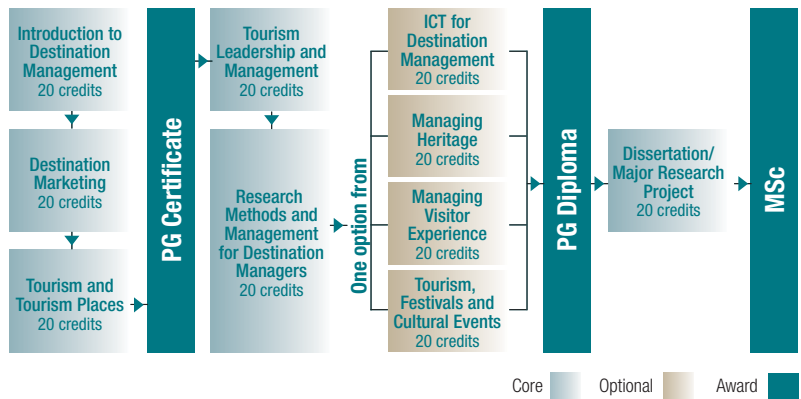 Introduction to
Destination
Management
20 credits
Destination
Marketing
20 credits
Tourism and
Tourism Places
20 credits
PG Certificate
Tourism
Leadership and
Management
20 credits
Research
Methods and
Management
for Destination
Managers
20 credits
One option from
ICT for
Destination
Management
20 credits
Managing
Heritage
20 credits
Managing
Visitor
Experience
20 credits
Tourism,
Festivals and
Cultural Events
20 credits
PG Diploma
Dissertation/
Major Research
Project
20 credits
MSc
Core
Optional
Award